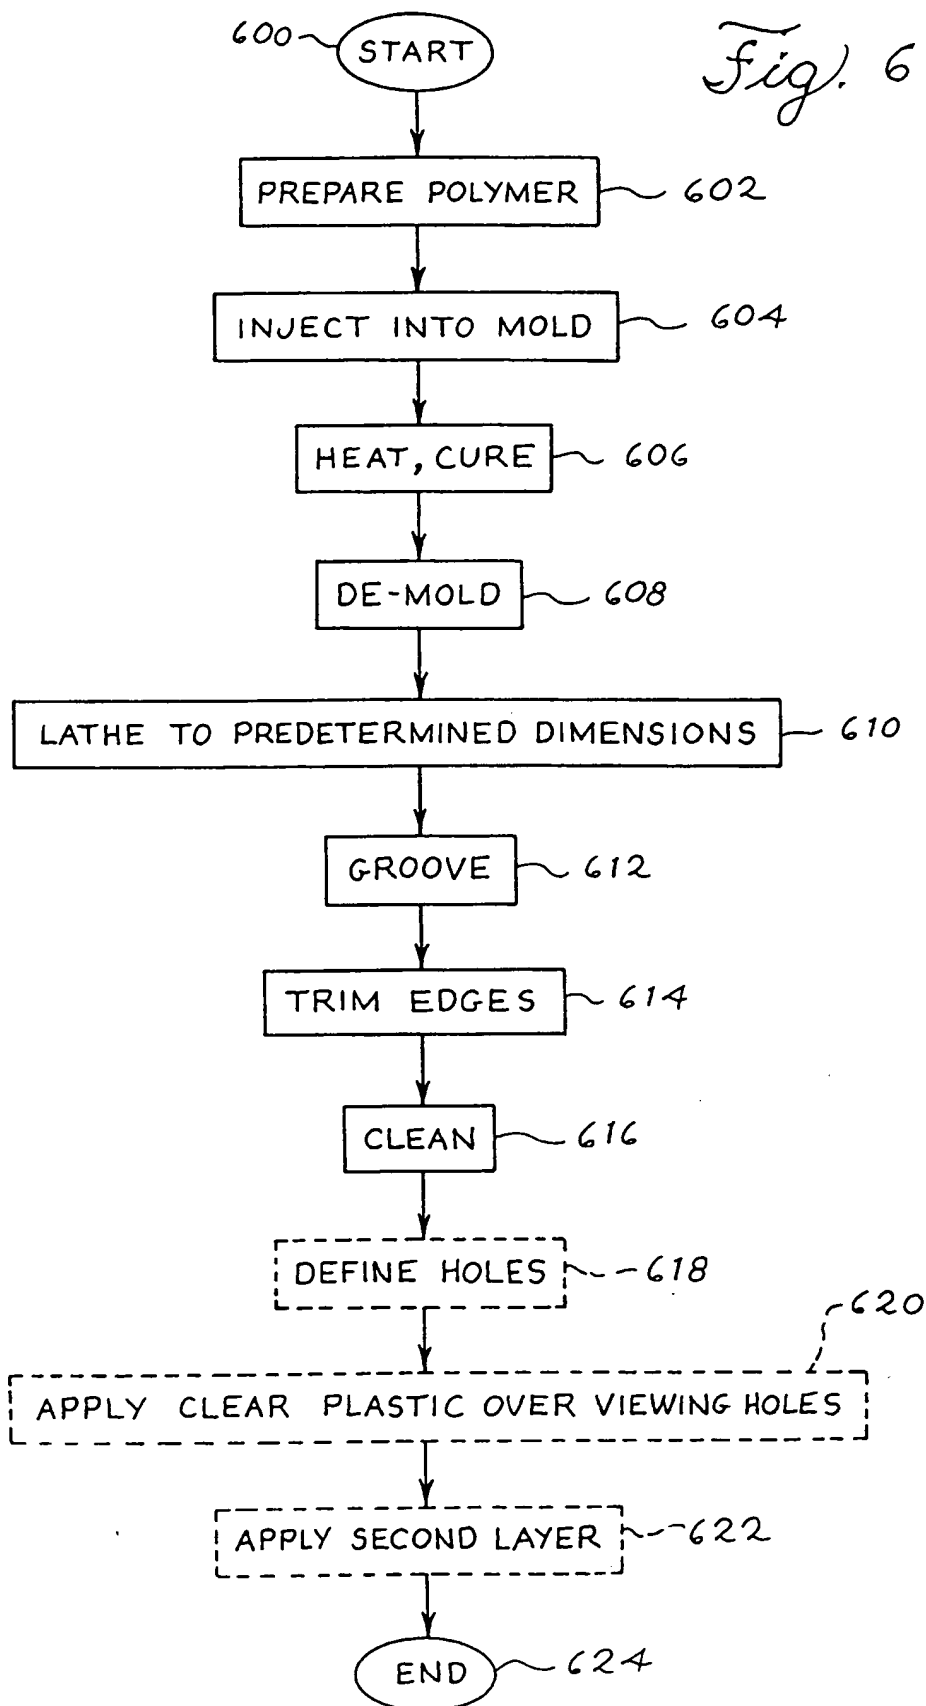 600 START
Fig. 6
PREPARE POLYMER 602
INJECT INTO MOLD 604
HEAT, CURE 606
DE-MOLD 608
LATHE TO PREDETERMINED DIMENSIONS 610
GROOVE 612
TRIM EDGES 614
CLEAN 616
DEFINE HOLES 618
620
APPLY CLEAR PLASTIC OVER VIEWING HOLES
APPLY SECOND LAYER 622
END 624